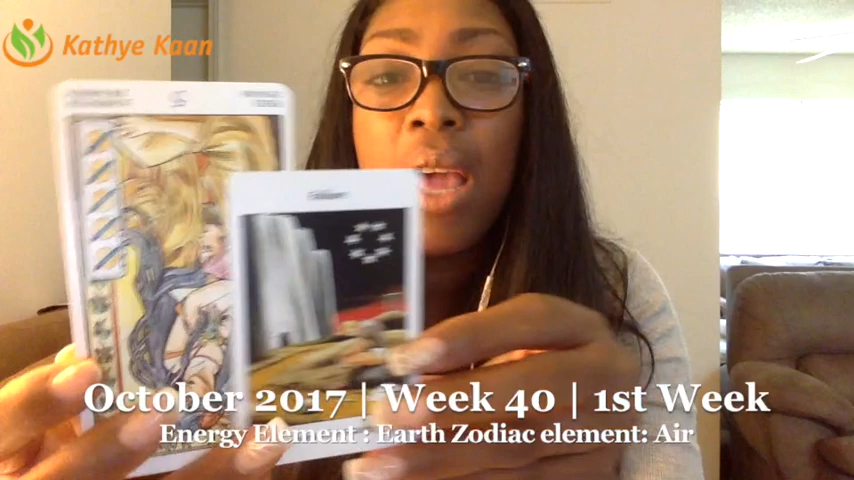 Kathye Kaan
October 2017 | Week 40 | 1st Week
Energy Element : Earth Zodiac element: Air